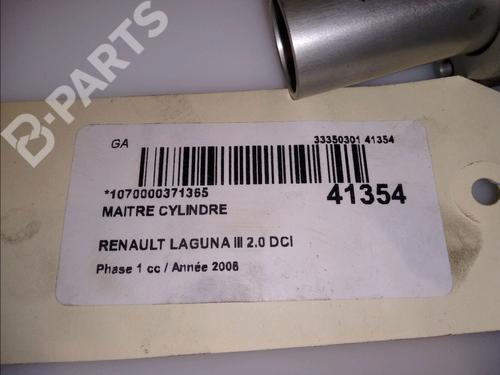 B-PARTS
GA
33350301 41354
*1070000371365
41354
MAITRE CYLINDRE
RENAULT LAGUNA III 2.0 DCI
Phase 1 cc / Année 2008